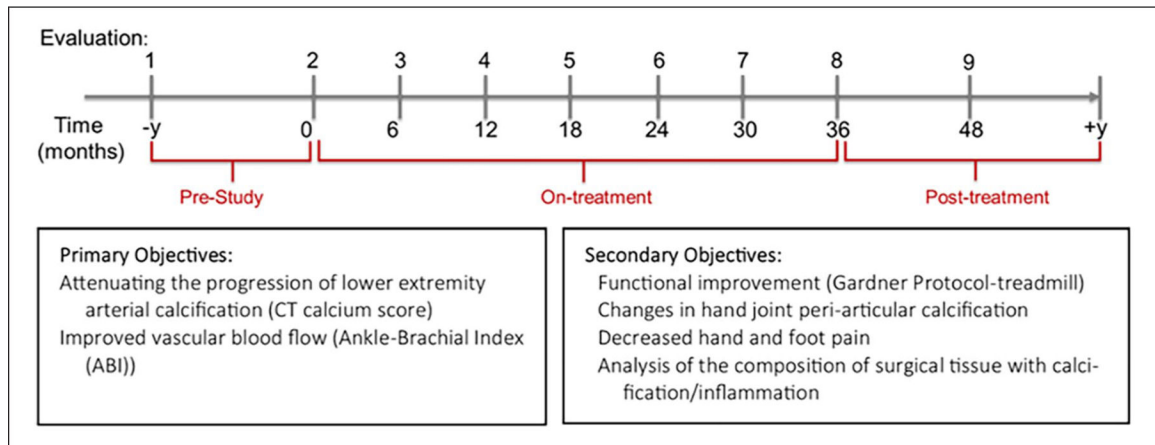 Evaluation:
1 2 3 4 5 6 7 8 9
Time
(months)
-y 0 6 12 18 24 30 36 48 +y
Pre-Study On-treatment Post-treatment
Primary Objectives:
Attenuating the progression of lower extremity
arterial calcification (CT calcium score)
Improved vascular blood flow (Ankle-Brachial Index
(ABI))
Secondary Objectives:
Functional improvement (Gardner Protocol-treadmill)
Changes in hand joint peri-articular calcification
Decreased hand and foot pain
Analysis of the composition of surgical tissue with calci-
fication/inflammation